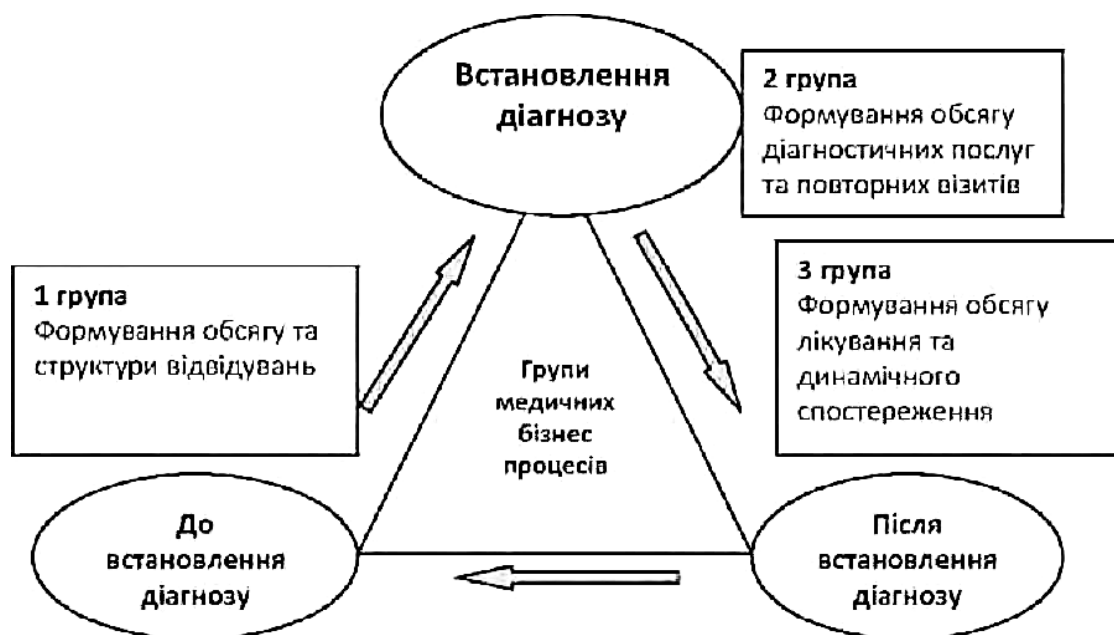 Встановлення
діагнозу
2 група
Формування обсягу
діагностичних послуг
та повторних візитів
1 група
Формування обсягу та
структури відвідувань
3 група
Формування обсягу
лікування та
динамічного
спостереження
Групи
медичних
бізнес
процесів
До
встановлення
діагнозу
Після
встановлення
діагнозу